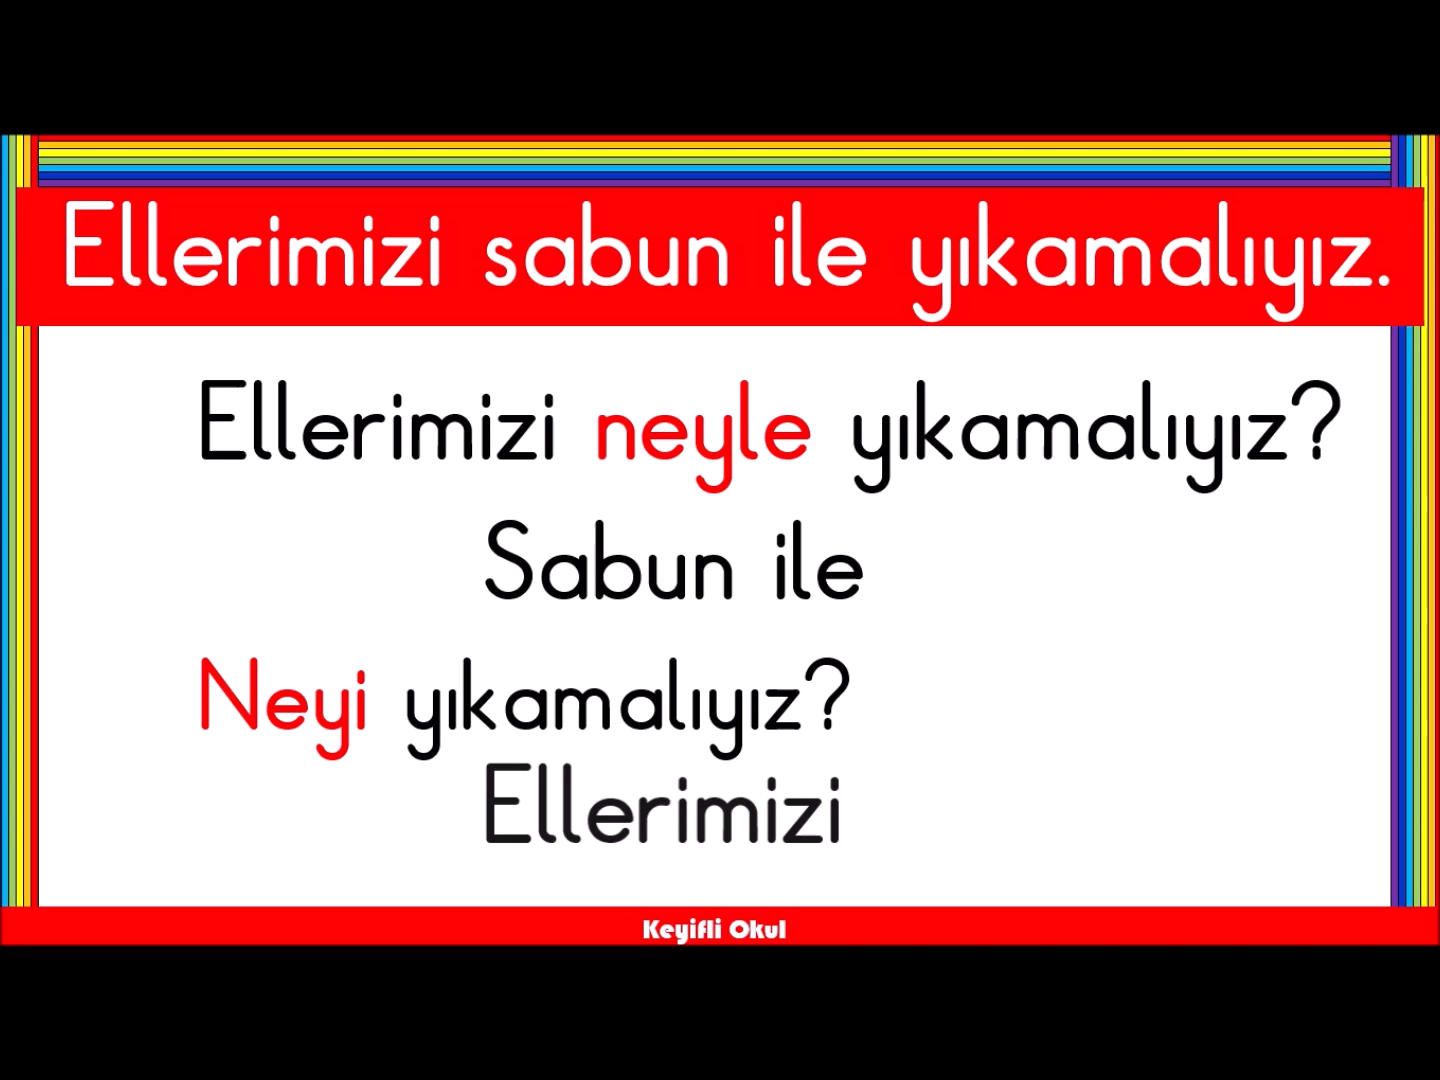 Ellerimizi sabun ile yıkamalıyız.
Ellerimizi neyle yıkamalıyız?
Sabun ile
Neyi yıkamalıyız?
Ellerimizi
Keyifli Okul